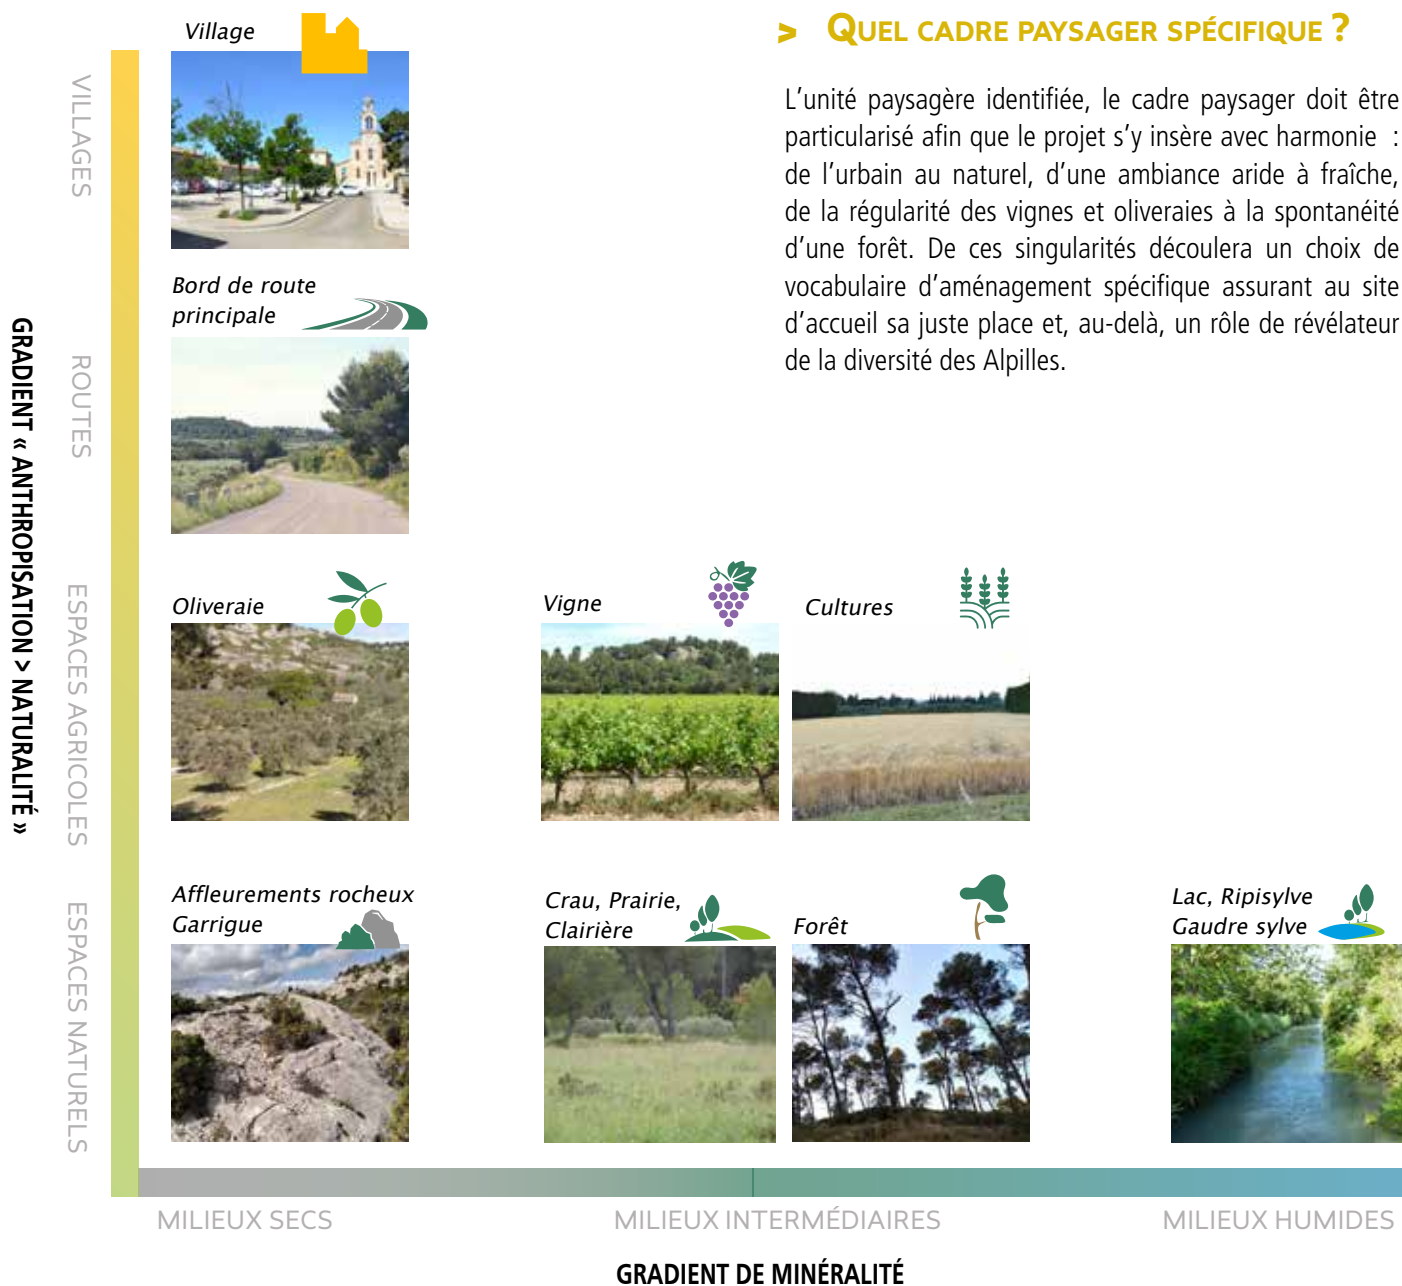 > QUEL CADRE PAYSAGER SPÉCIFIQUE ?
L'unité paysagère identifiée, le cadre paysager doit être
particularisé afin que le projet s'y insère avec harmonie :
de l'urbain au naturel, d'une ambiance aride à fraîche,
de la régularité des vignes et oliveraies à la spontanéité
d'une forêt. De ces singularités découlera un choix de
vocabulaire d'aménagement spécifique assurant au site
d'accueil sa juste place et, au-delà, un rôle de révélateur
de la diversité des Alpilles.
GRADIENT « ANTHROPISATION > NATURALITÉ »
VILLAGES
ROUTES
ESPACES AGRICOLES
ESPACES NATURELS
Village
Bord de route
principale
Oliveraie
Vigne
Cultures
Affleurements rocheux
Garrigue
Crau, Prairie,
Clairière
Forêt
Lac, Ripisylve
Gaudre sylve
MILIEUX SECS
MILIEUX INTERMÉDIAIRES
MILIEUX HUMIDES
GRADIENT DE MINÉRALITÉ